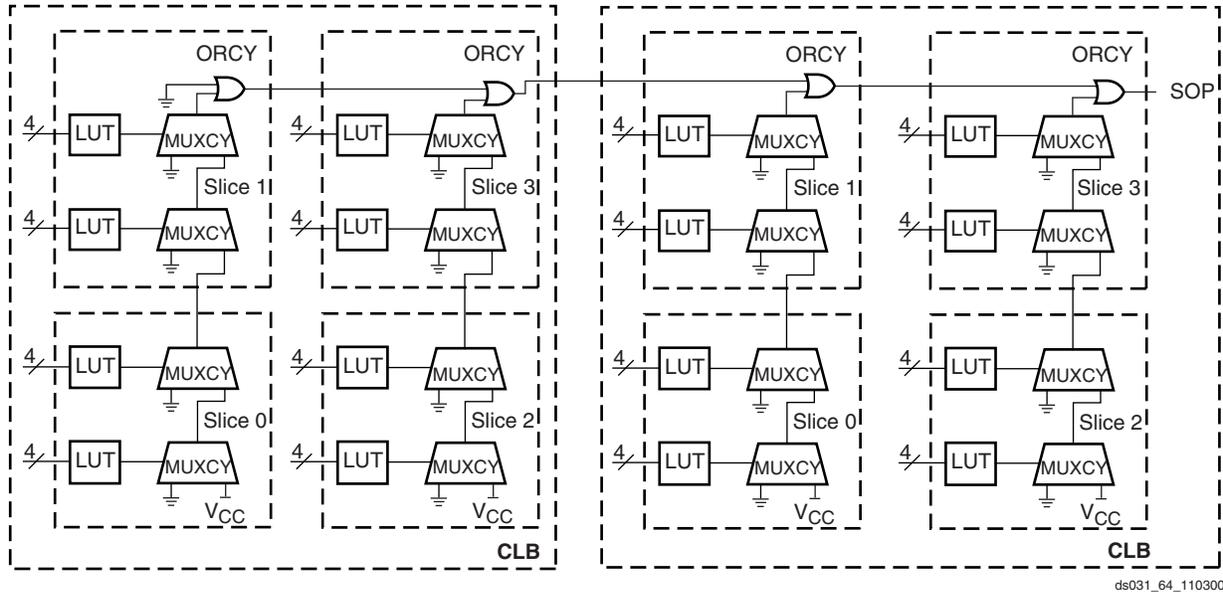 ORCY ORCY ORCY ORCY
SOP
4 LUT MUXCY 4 LUT MUXCY 4 LUT MUXCY 4 LUT MUXCY
Slice 1 Slice 3 Slice 1 Slice 3
4 LUT MUXCY 4 LUT MUXCY 4 LUT MUXCY 4 LUT MUXCY
4 LUT MUXCY 4 LUT MUXCY 4 LUT MUXCY 4 LUT MUXCY
Slice 0 Slice 2 Slice 0 Slice 2
4 LUT MUXCY 4 LUT MUXCY 4 LUT MUXCY 4 LUT MUXCY
VCC VCC VCC VCC
CLB CLB
ds031_64_110300